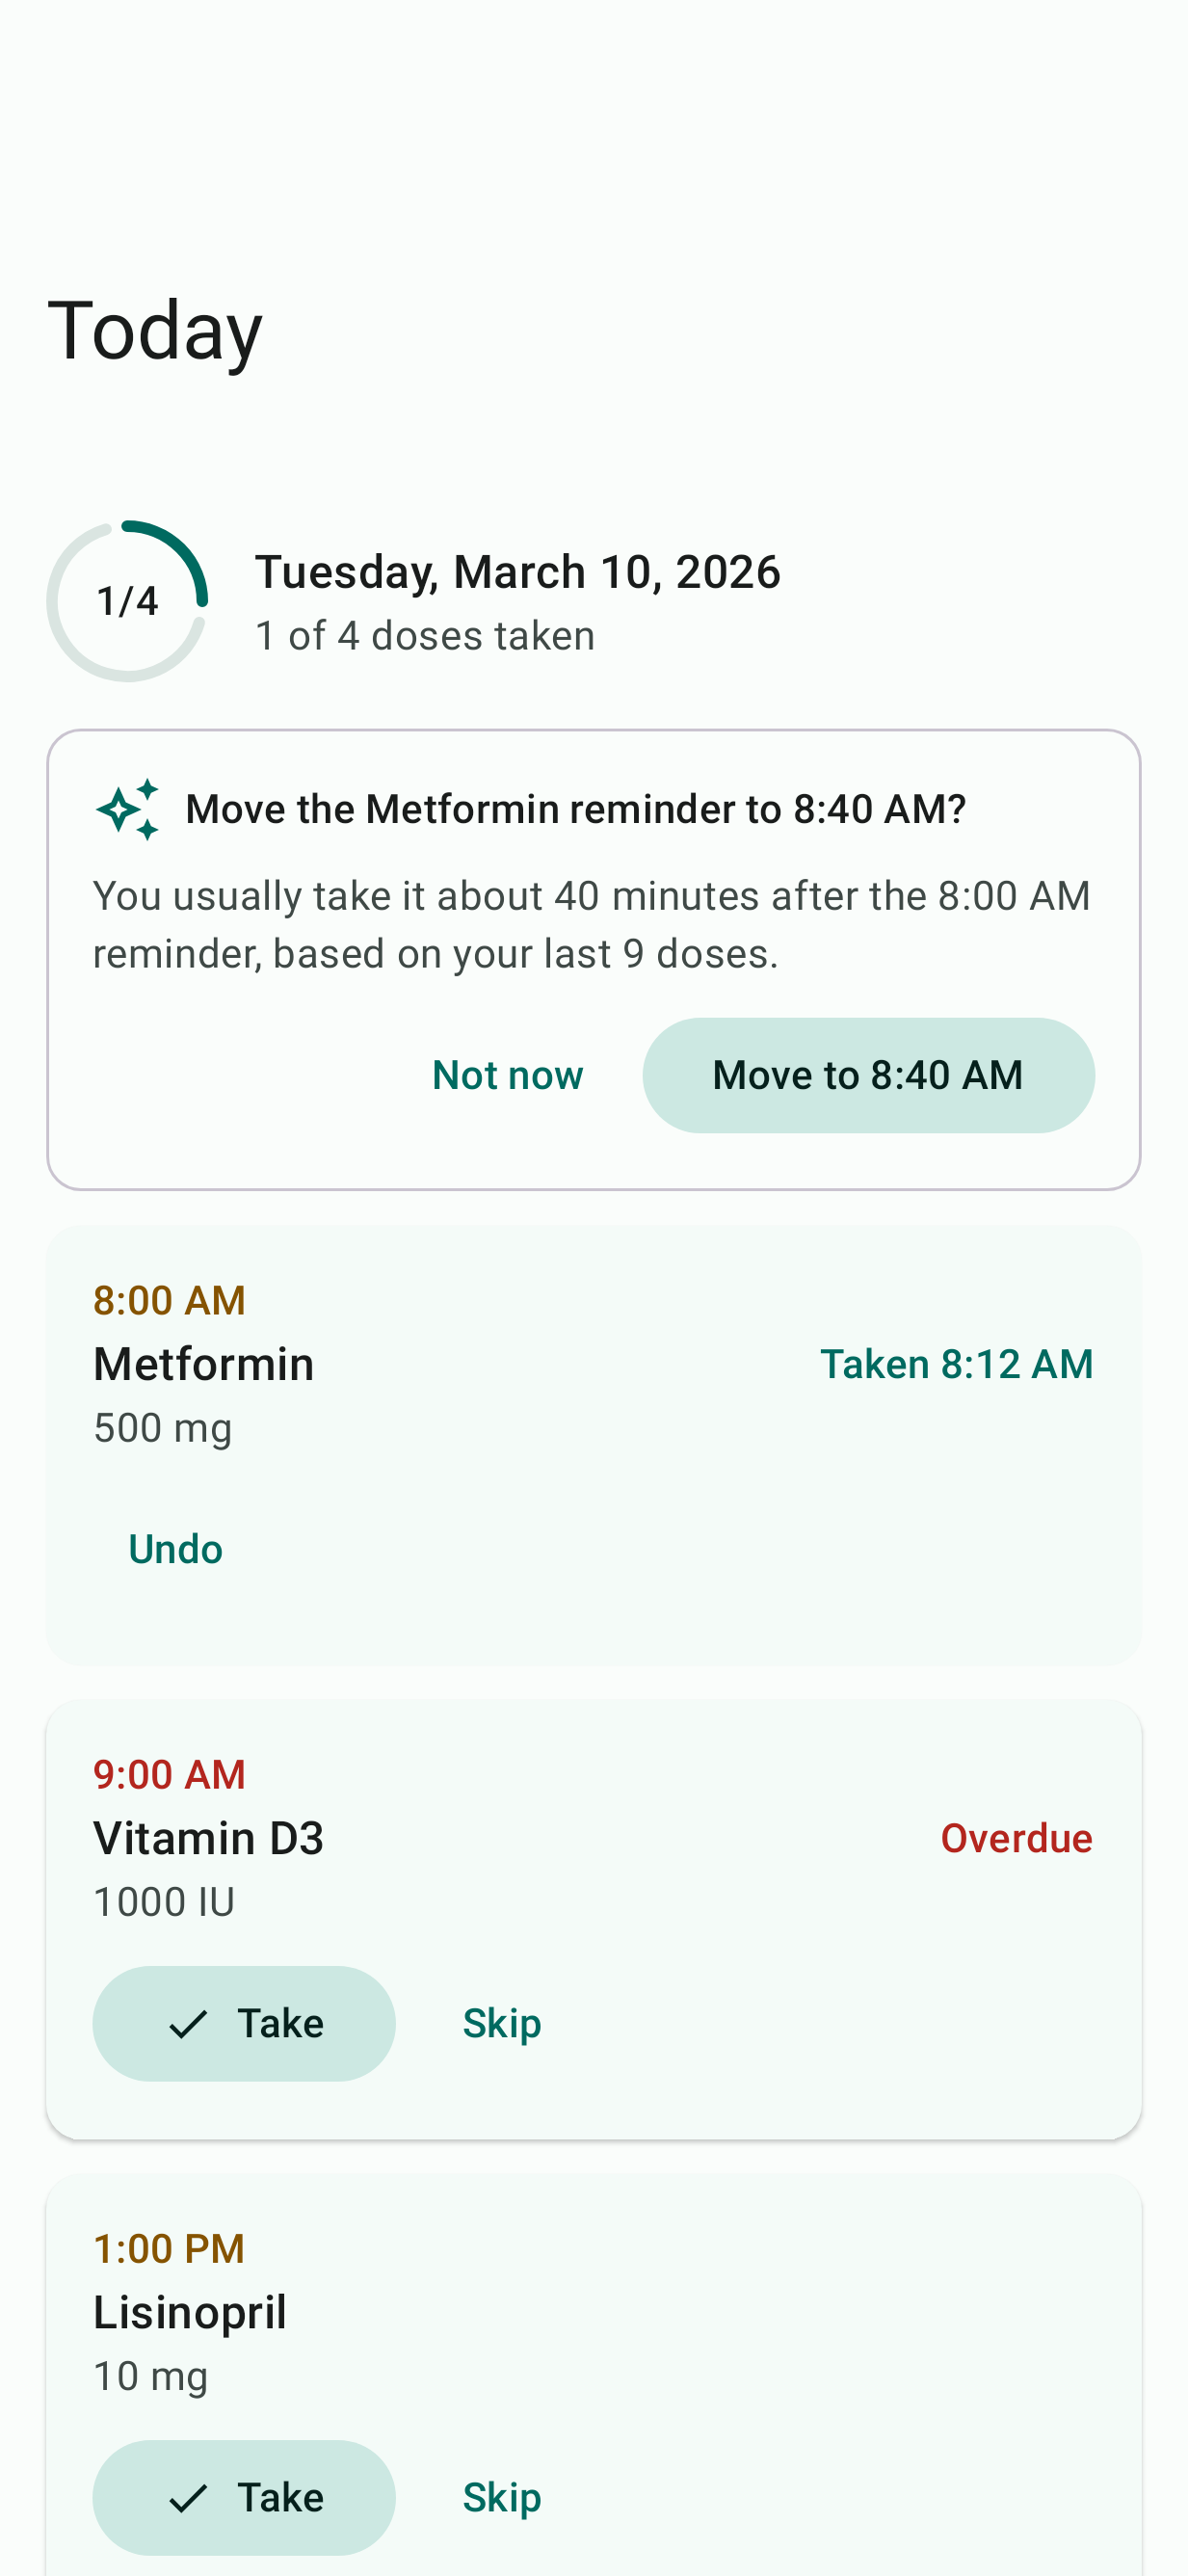 Today
1/4
Tuesday, March 10, 2026
1 of 4 doses taken
Move the Metformin reminder to 8:40 AM?
You usually take it about 40 minutes after the 8:00 AM
reminder, based on your last 9 doses.
Not now
Move to 8:40 AM
8:00 AM
Metformin
Taken 8:12 AM
500 mg
Undo
9:00 AM
Vitamin D3
Overdue
1000 IU
Take
Skip
1:00 PM
Lisinopril
10 mg
Take
Skip